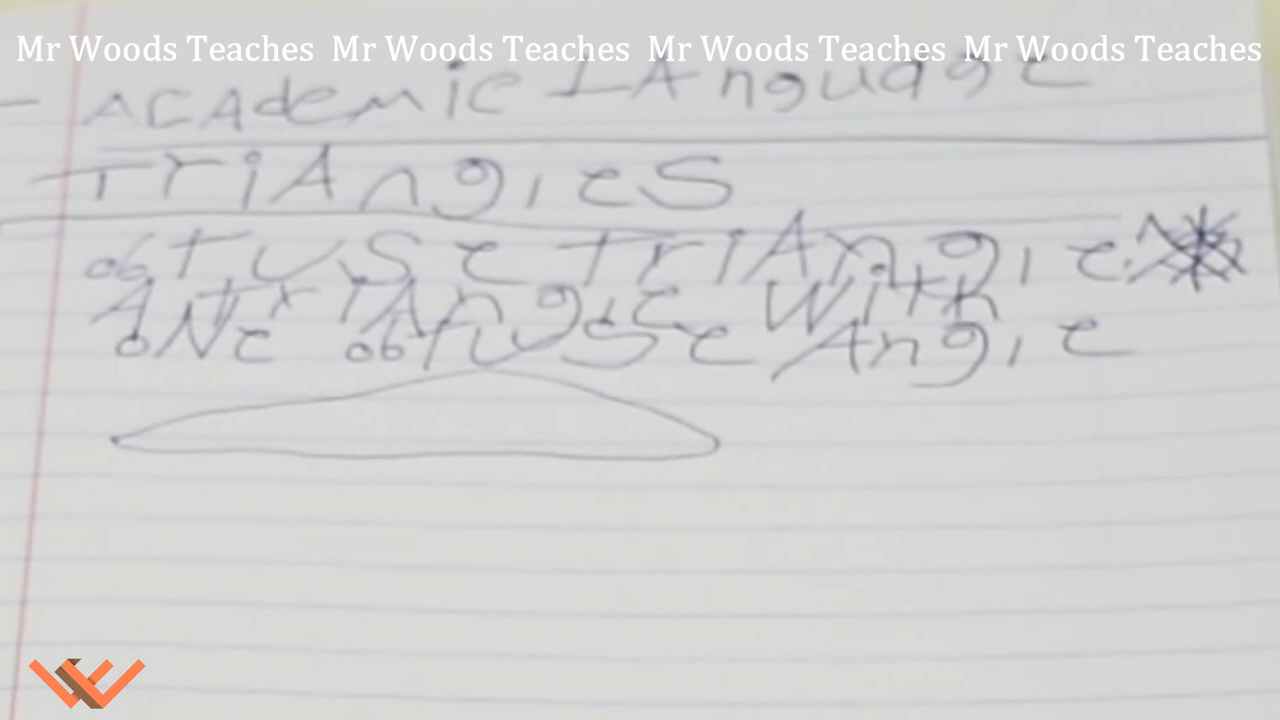 Mr Woods Teaches Mr Woods Teaches Mr Woods Teaches Mr Woods Teaches
- ACAdemic LAnguAge
TriAngles
obtuse triAngle
A triAngle With
oNe obtuse Angle